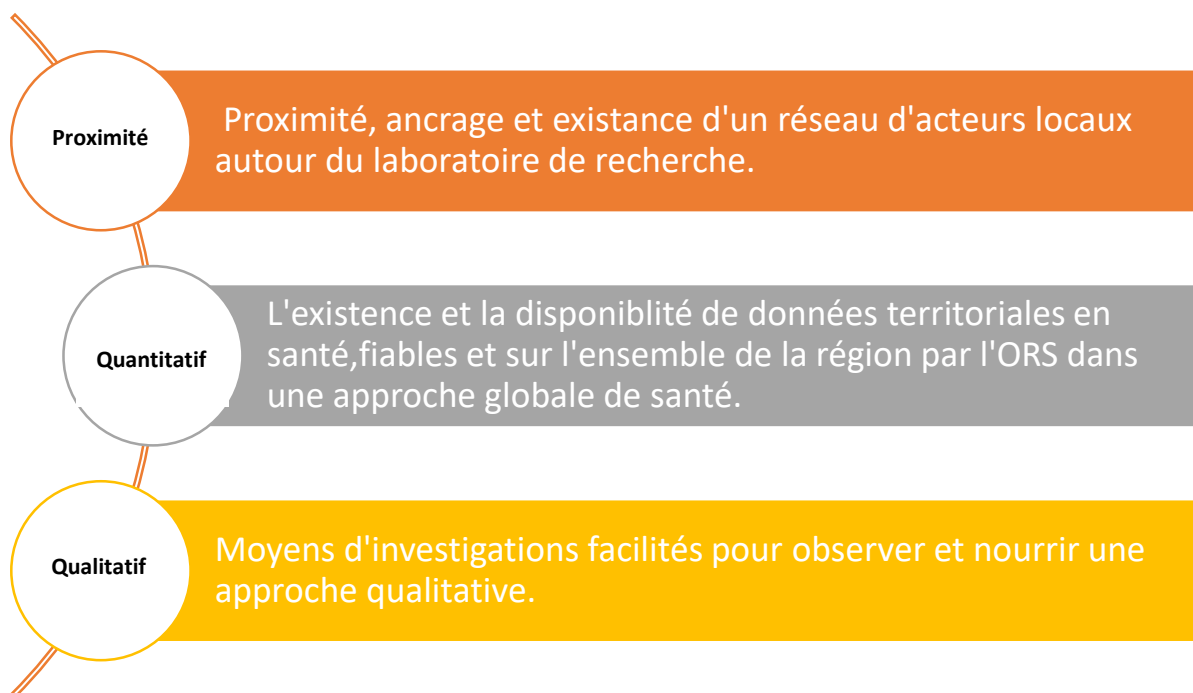 Proximité
Proximité, ancrage et existance d'un réseau d'acteurs locaux
autour du laboratoire de recherche.
Quantitatif
L'existence et la disponiblité de données territoriales en
santé,fiables et sur l'ensemble de la région par l'ORS dans
une approche globale de santé.
Qualitatif
Moyens d'investigations facilités pour observer et nourrir une
approche qualitative.